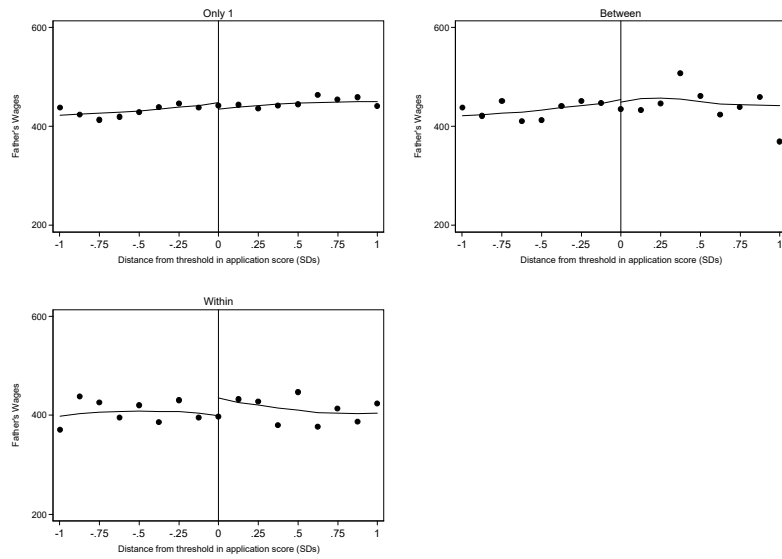 Only 1
600
400
200
Father's Wages
-1 -.75 -.5 -.25 0 .25 .5 .75 1
Distance from threshold in application score (SDs)
Between
600
400
200
Father's Wages
-1 -.75 -.5 -.25 0 .25 .5 .75 1
Distance from threshold in application score (SDs)
Within
600
400
200
Father's Wages
-1 -.75 -.5 -.25 0 .25 .5 .75 1
Distance from threshold in application score (SDs)